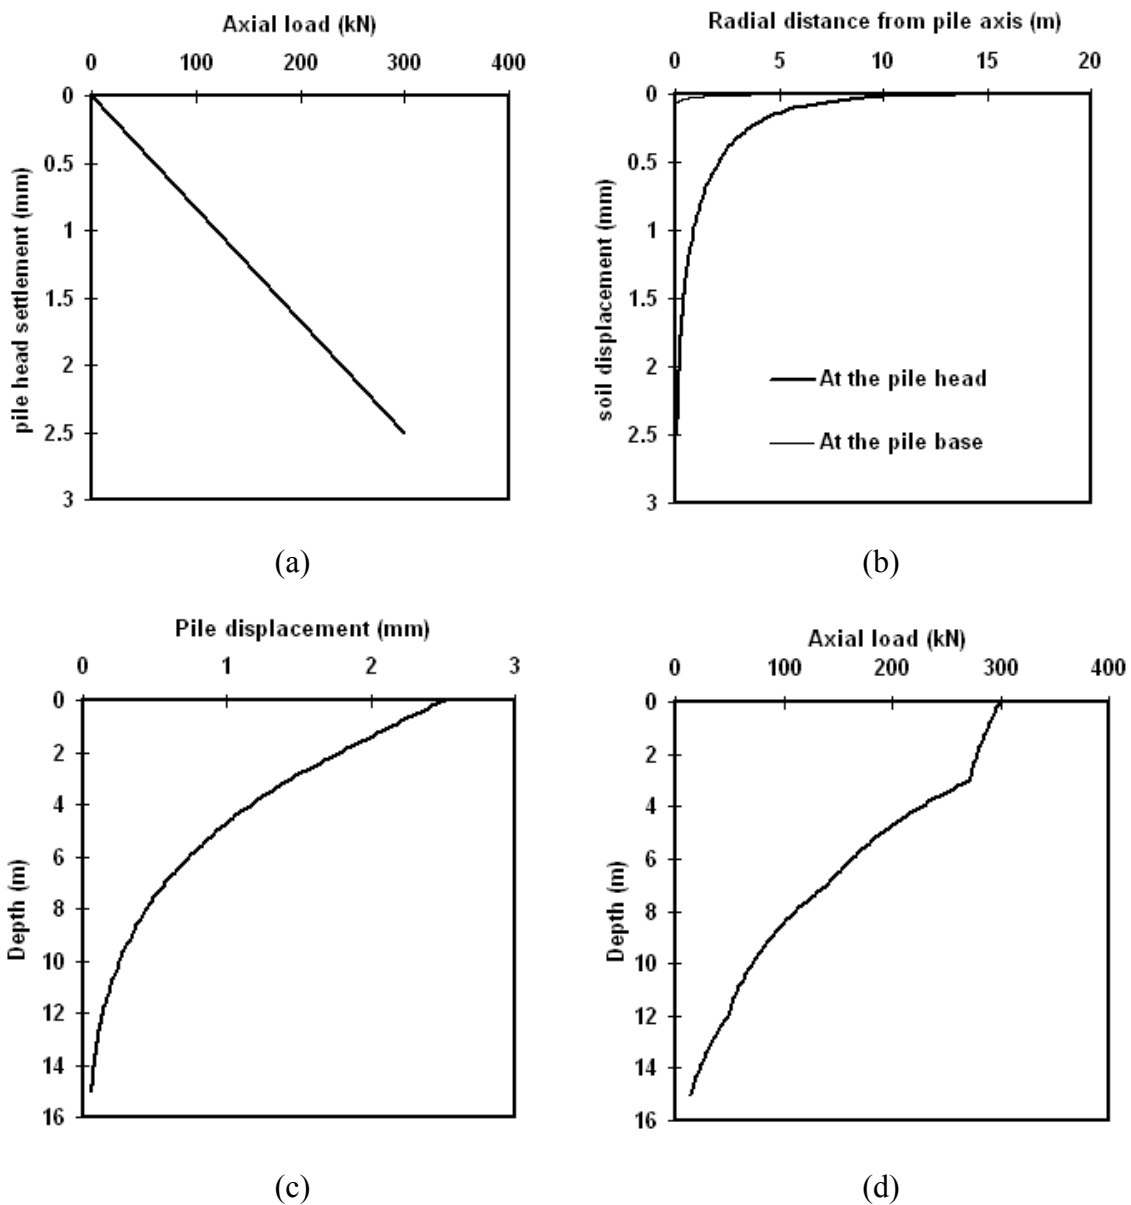 Axial load (kN)
0 100 200 300 400
0
0.5
1
1.5
2
2.5
3
pile head settlement (mm)
(a)
Radial distance from pile axis (m)
0 5 10 15 20
0
0.5
1
1.5
2
2.5
3
soil displacement (mm)
At the pile head
At the pile base
(b)
Pile displacement (mm)
0 1 2 3
0
2
4
6
8
10
12
14
16
Depth (m)
(c)
Axial load (kN)
0 100 200 300 400
0
2
4
6
8
10
12
14
16
Depth (m)
(d)